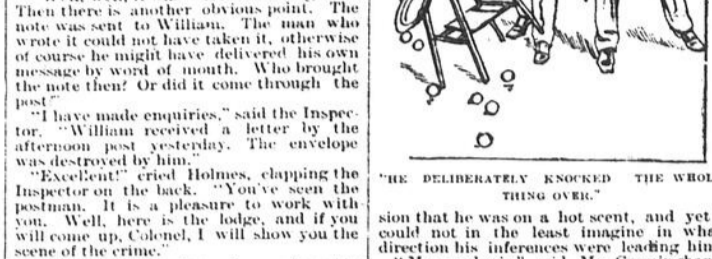 Then there is another obvious point. The
note was sent to William. The man who
wrote it could not have taken it, otherwise
of course he might have delivered his own
message by word of mouth. Who brought
the note then? Or did it come through the
post?"
"I have made enquiries," said the Inspec-
tor. "William received a letter by the
afternoon post yesterday. The envelope
was destroyed by him."
"Excellent!" cried Holmes, clapping the
Inspector on the back. "You've seen the
postman. It is a pleasure to work with
you. Well, here is the lodge, and if you
will come up, Colonel, I will show you the
scene of the crime."
"HE DELIBERATELY KNOCKED THE WHOL
THING OVER."
sion that he was on a hot scent, and yet
could not in the least imagine in wha
direction his inferences were leading him